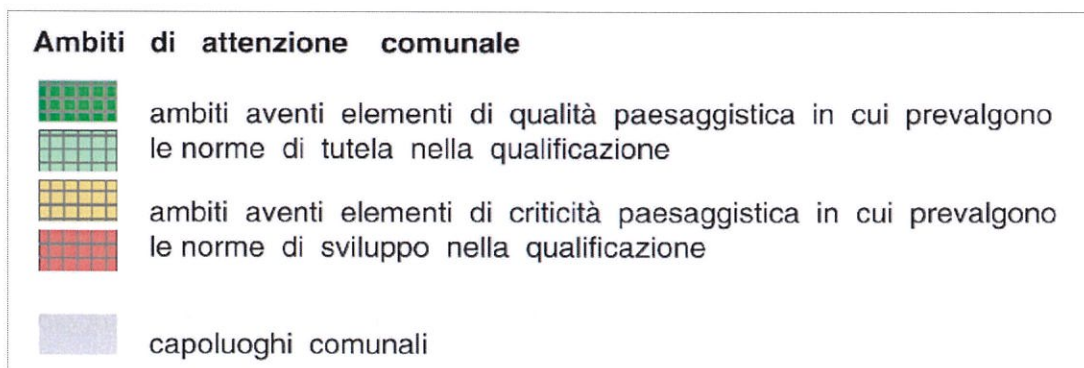 Ambiti di attenzione comunale
ambiti aventi elementi di qualità paesaggistica in cui prevalgono
le norme di tutela nella qualificazione
ambiti aventi elementi di criticità paesaggistica in cui prevalgono
le norme di sviluppo nella qualificazione
capoluoghi comunali